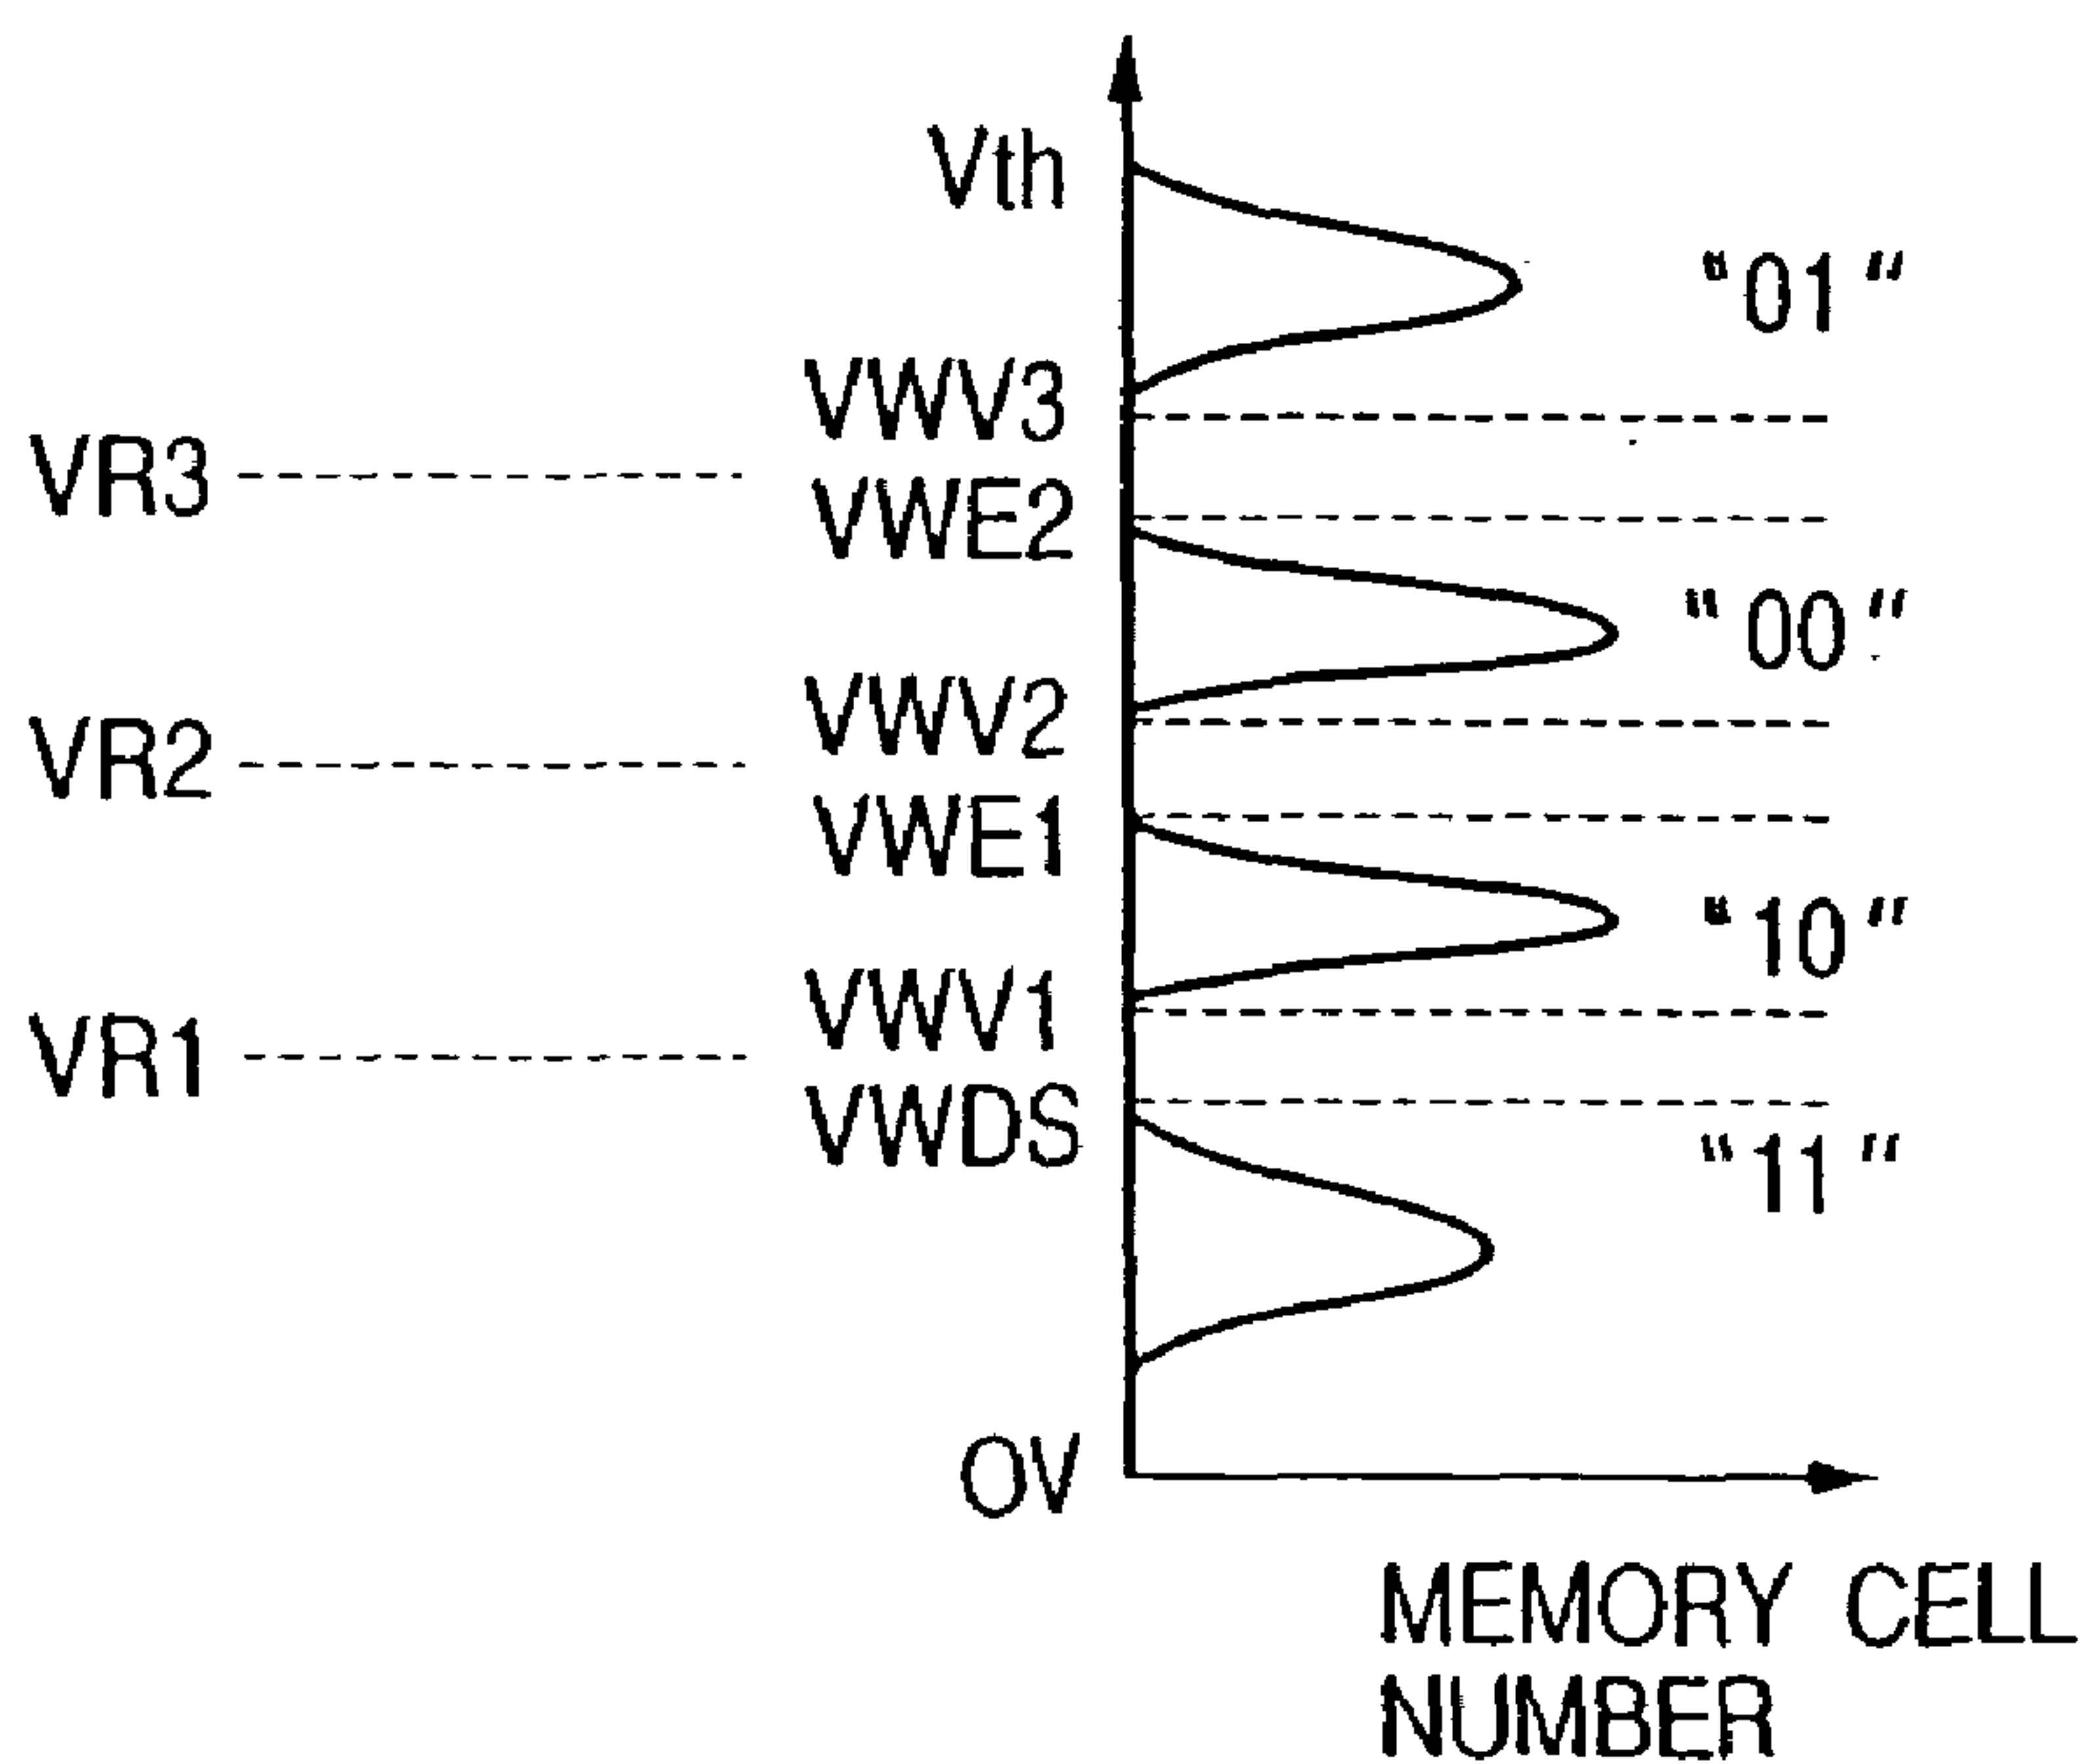 Vth
“01”
VWV3
VR3
VWE2
“00”
VWV2
VR2
VWE1
“10”
VWV1
VR1
VWDS
“11”
0V
MEMORY CELL
NUMBER